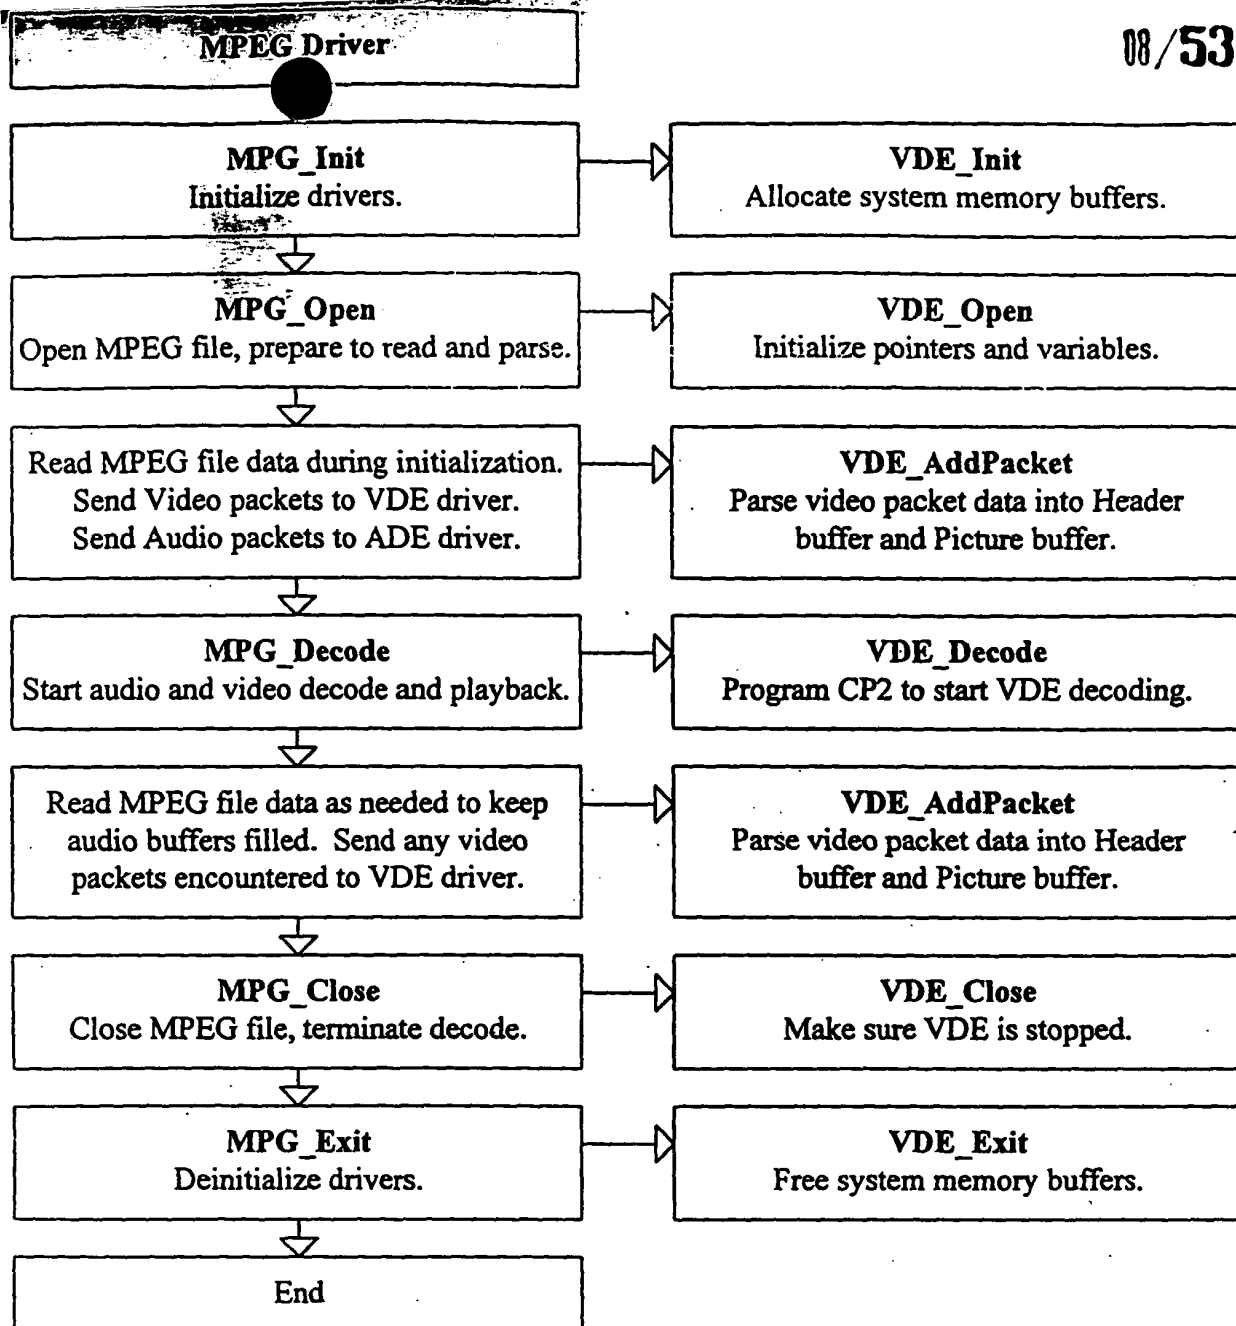 MPEG Driver
08/53
MPG_Init
Initialize drivers.
VDE_Init
Allocate system memory buffers.
MPG_Open
Open MPEG file, prepare to read and parse.
VDE_Open
Initialize pointers and variables.
Read MPEG file data during initialization.
Send Video packets to VDE driver.
Send Audio packets to ADE driver.
VDE_AddPacket
Parse video packet data into Header
buffer and Picture buffer.
MPG_Decode
Start audio and video decode and playback.
VDE_Decode
Program CP2 to start VDE decoding.
Read MPEG file data as needed to keep
audio buffers filled. Send any video
packets encountered to VDE driver.
VDE_AddPacket
Parse video packet data into Header
buffer and Picture buffer.
MPG_Close
Close MPEG file, terminate decode.
VDE_Close
Make sure VDE is stopped.
MPG_Exit
Deinitialize drivers.
VDE_Exit
Free system memory buffers.
End